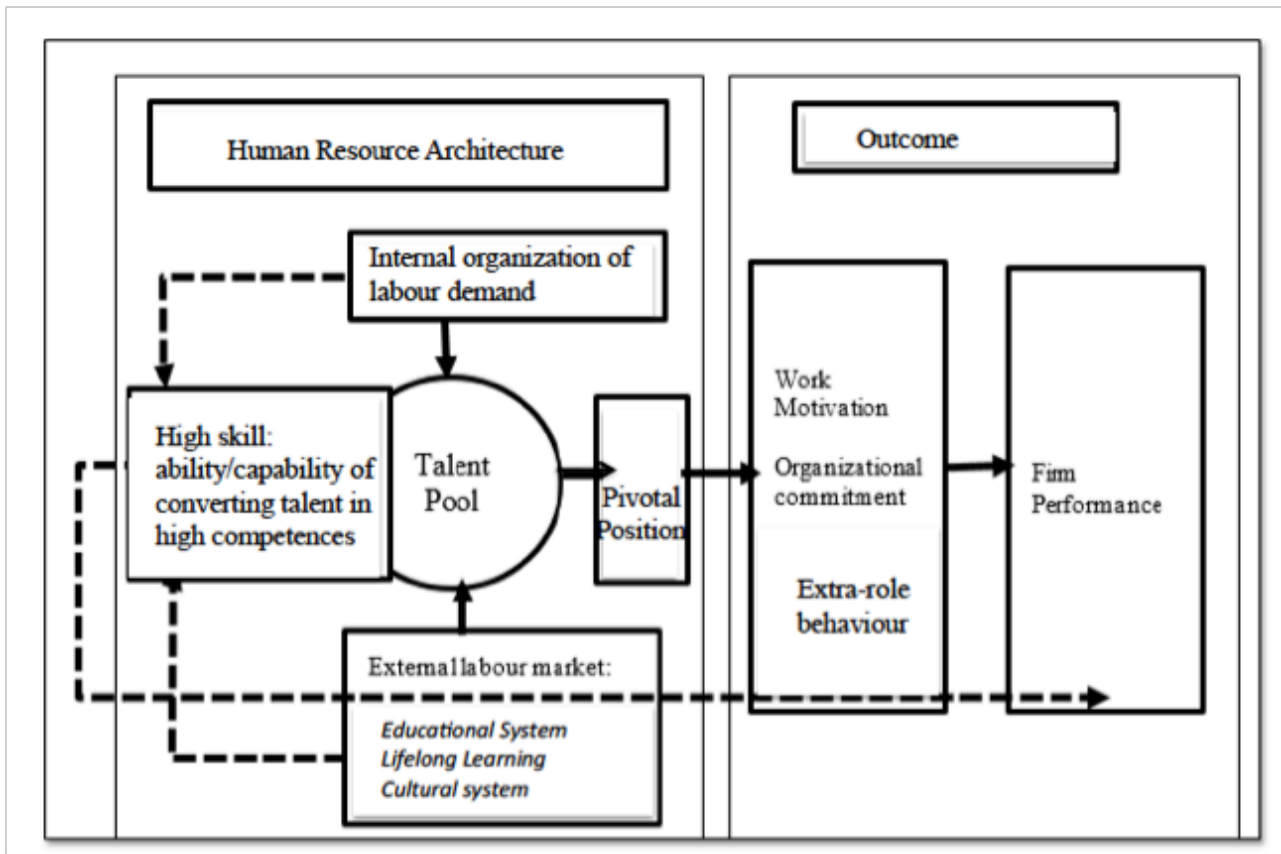 Human Resource Architecture
Outcome
Internal organization of
labour demand
High skill:
ability/capability of
converting talent in
high competences
Talent
Pool
Pivotal
Position
Work
Motivation
Organizational
commitment
Extra-role
behaviour
Firm
Performance
External labour market:
Educational System
Lifelong Learning
Cultural system